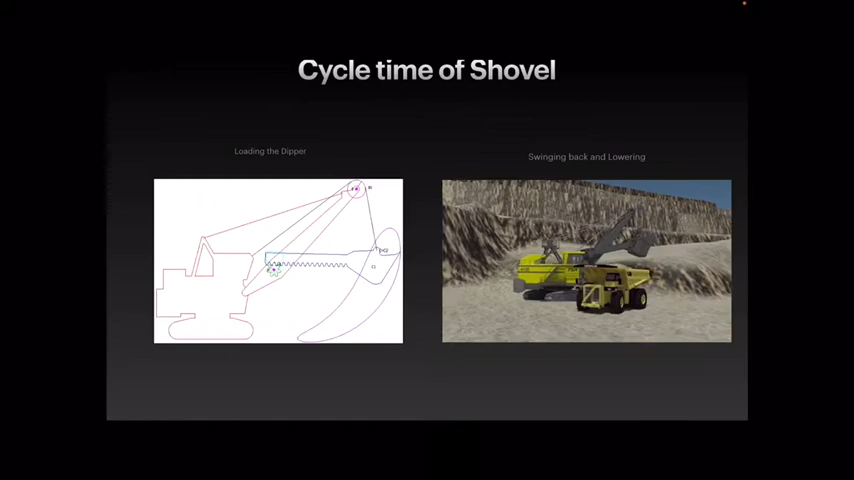 Cycle time of Shovel
Loading the Dipper
Swinging back and Lowering